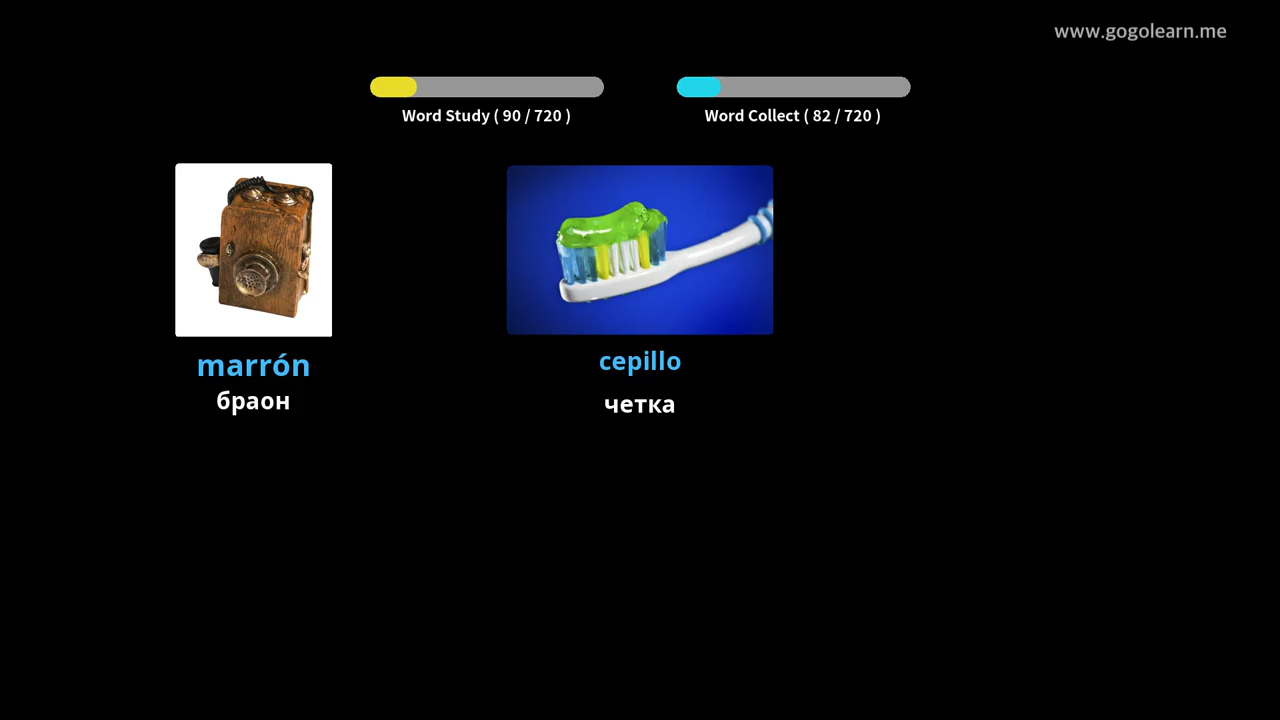 www.gogolearn.me
Word Study ( 90 / 720 )
Word Collect ( 82 / 720 )
marrón
браон
cepillo
четка